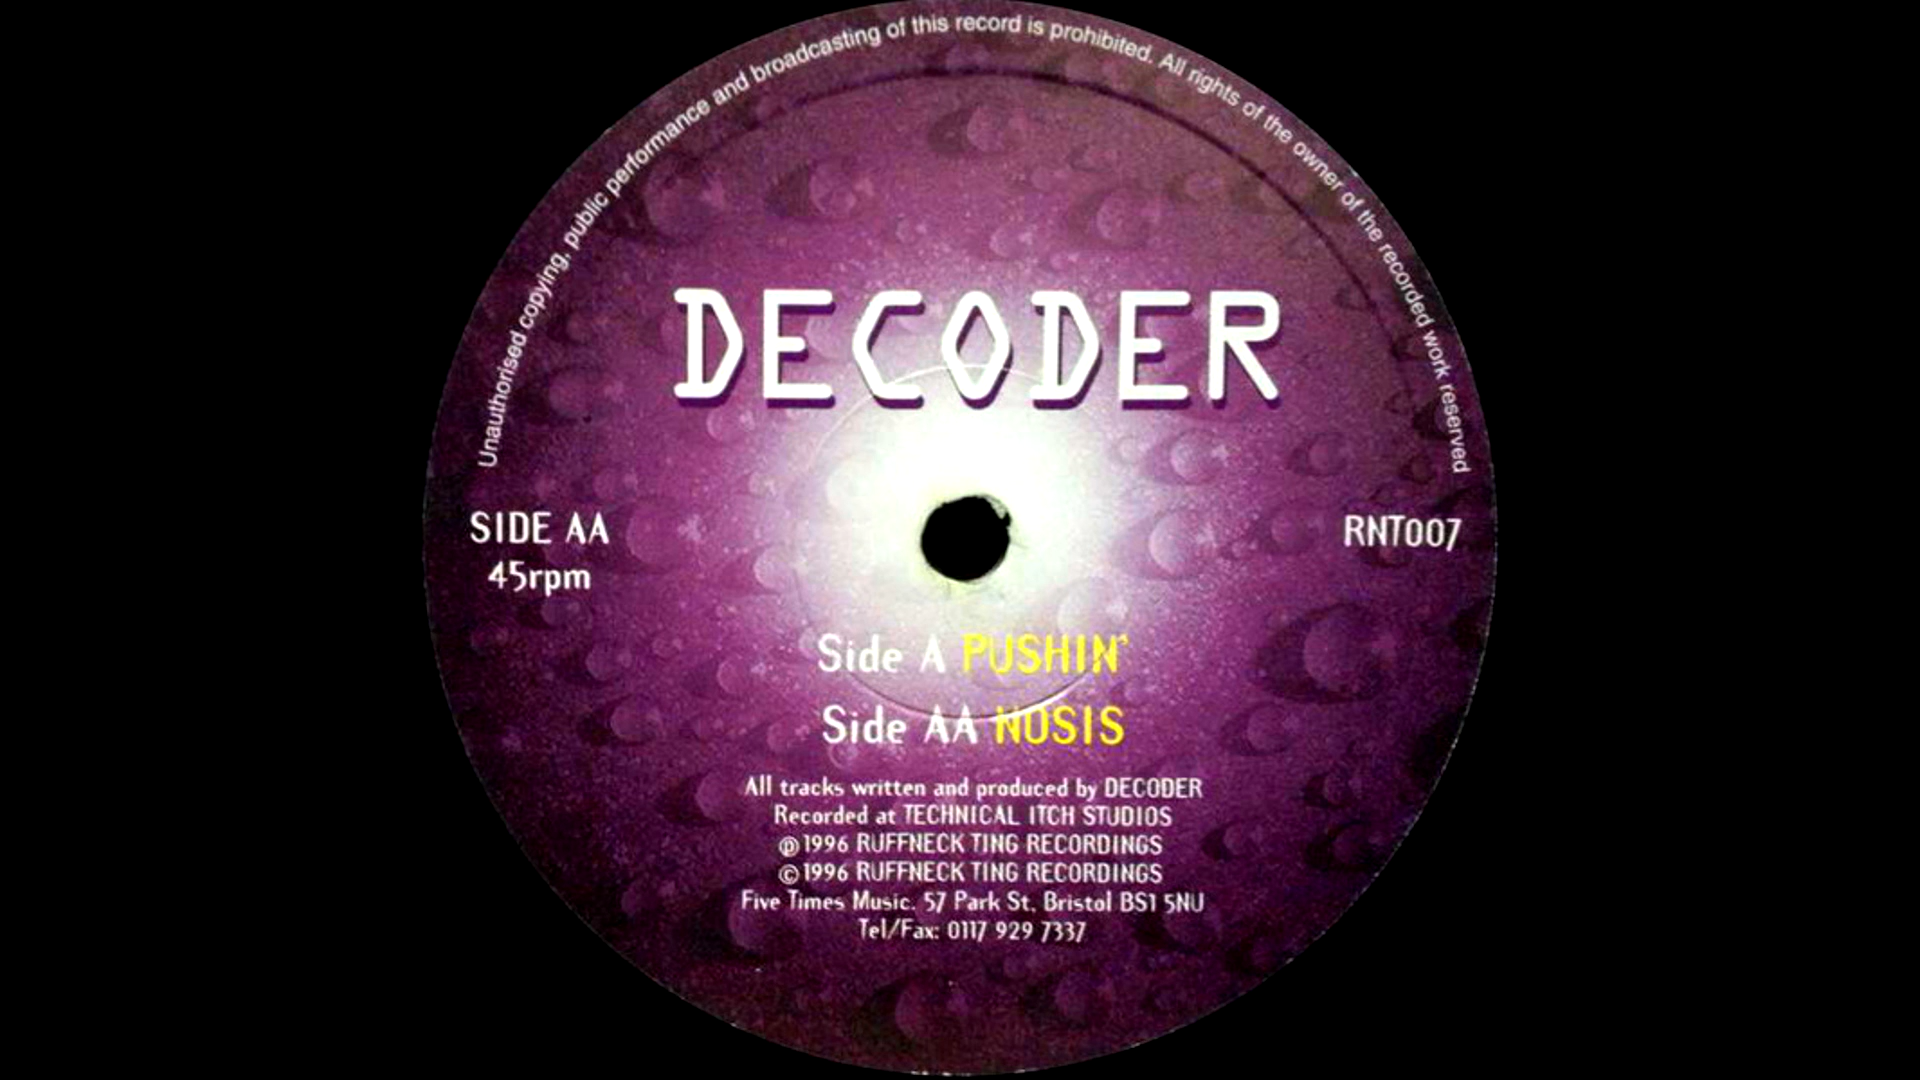 Unauthorised copying, public performance and broadcasting of this record is prohibited. All rights of the owner of the recorded work reserved
DECODER
SIDE AA
45rpm
RNT007
Side A PUSHIN'
Side AA NOSIS
All tracks written and produced by DECODER
Recorded at TECHNICAL ITCH STUDIOS
℗1996 RUFFNECK TING RECORDINGS
©1996 RUFFNECK TING RECORDINGS
Five Times Music. 57 Park St, Bristol BS1 5NU
Tel/Fax: 0117 929 7337